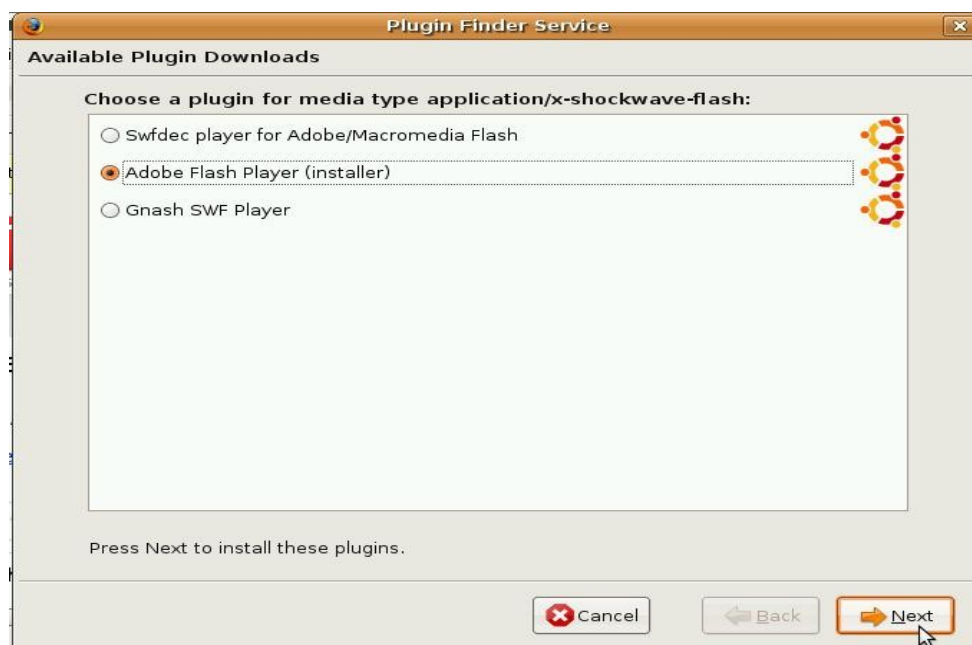 Plugin Finder Service
Available Plugin Downloads
Choose a plugin for media type application/x-shockwave-flash:
Swfdec player for Adobe/Macromedia Flash
Adobe Flash Player (installer)
Gnash SWF Player
Press Next to install these plugins.
Cancel
Back
Next